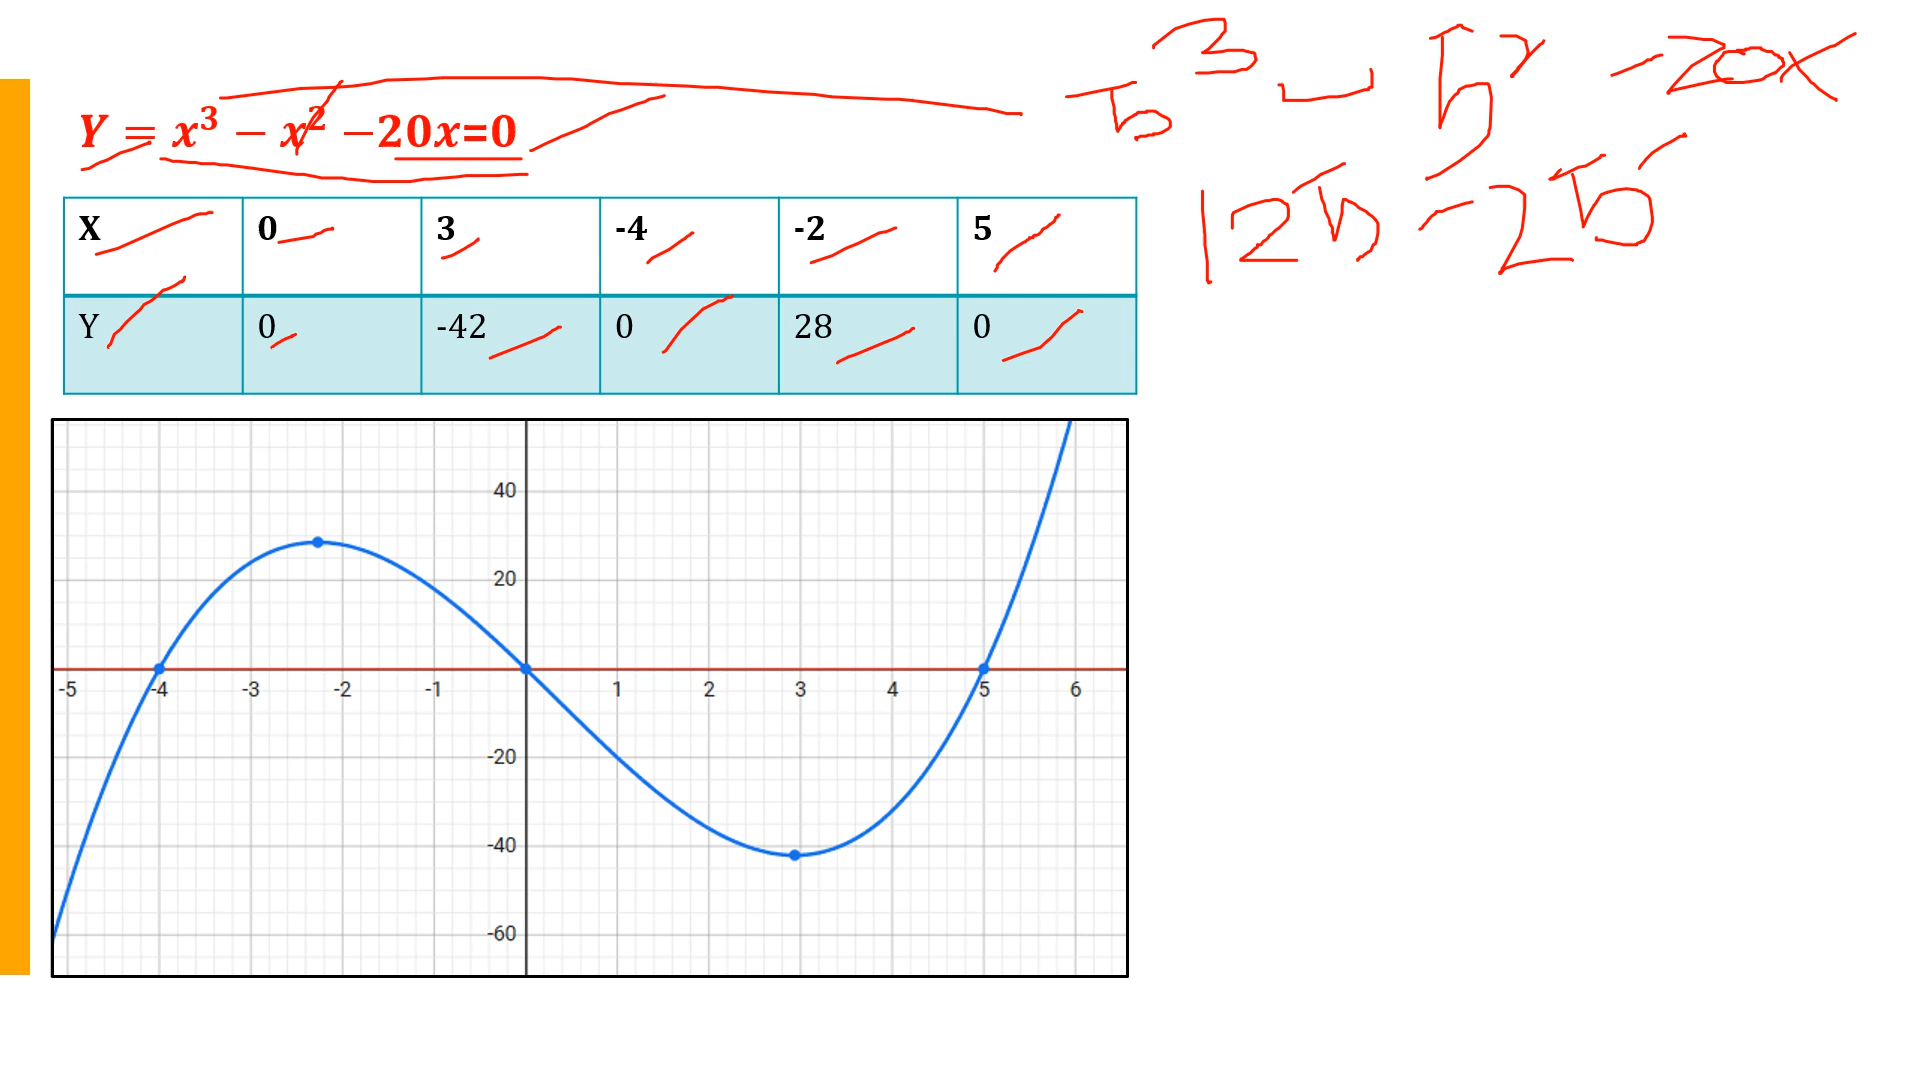 Y = x³ − x² −20x=0
5³ - 5² -20x
125 - 25 -
X 0 3 -4 -2 5
Y 0 -42 0 28 0
40
20
-5 -4 -3 -2 -1 1 2 3 4 5 6
-20
-40
-60